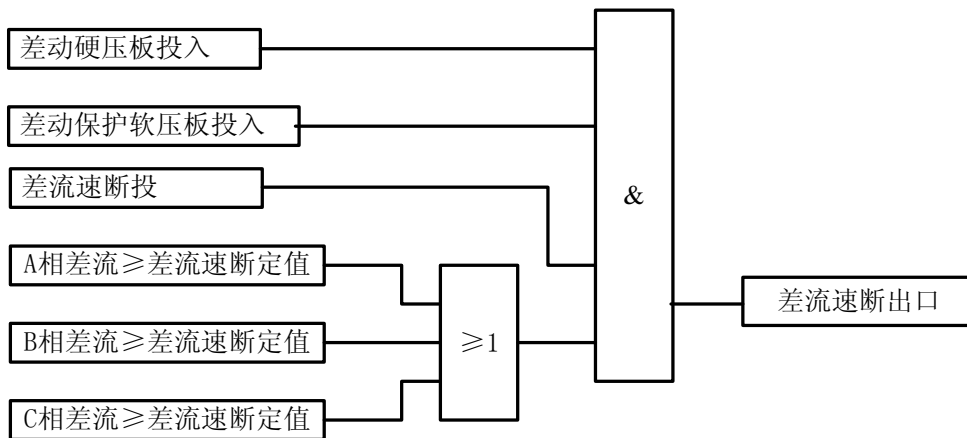 差动硬压板投入
差动保护软压板投入
差流速断投
&
A相差流≥差流速断定值
差流速断出口
B相差流≥差流速断定值
≥1
C相差流≥差流速断定值